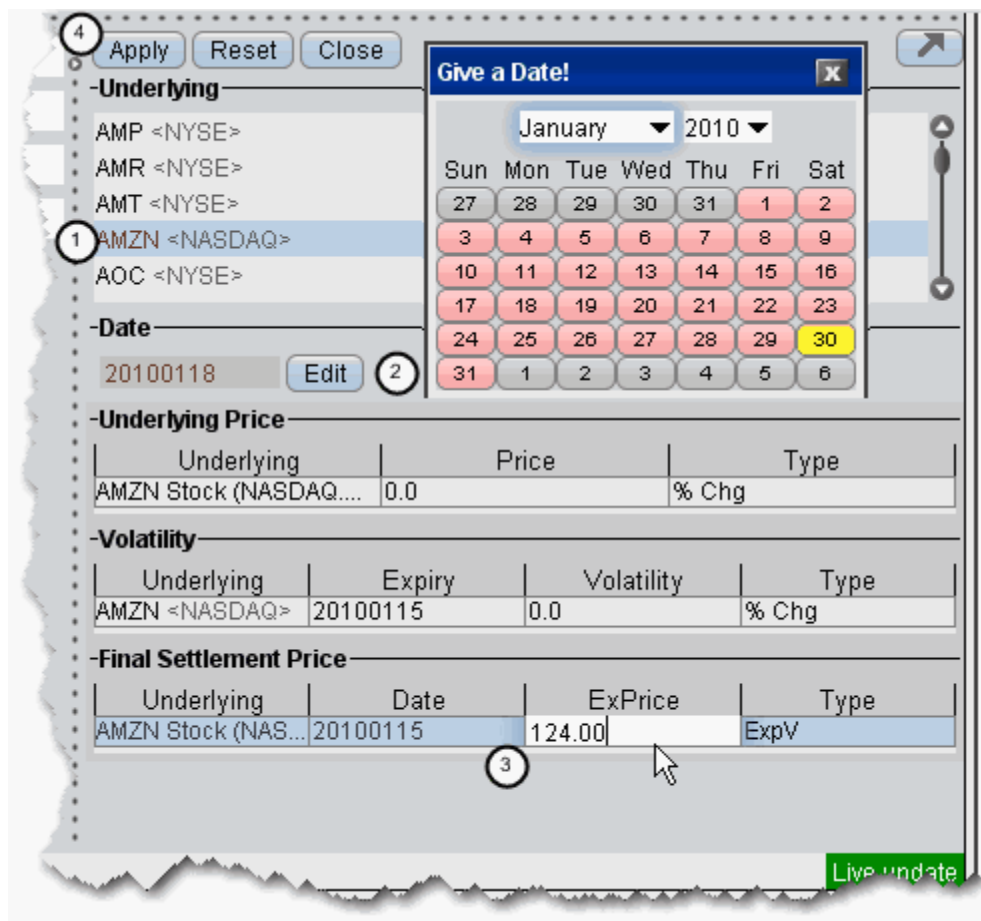 4
Apply Reset Close
Give a Date!
x
Underlying
January 2010
AMP <NYSE>
AMR <NYSE>
AMT <NYSE>
1
AMZN <NASDAQ>
AOC <NYSE>
Sun Mon Tue Wed Thu Fri Sat
27 28 29 30 31 1 2
3 4 5 6 7 8 9
10 11 12 13 14 15 16
17 18 19 20 21 22 23
24 25 26 27 28 29 30
31 1 2 3 4 5 6
Date
20100118 Edit 2
Underlying Price
Underlying Price Type
AMZN Stock (NASDAQ.... 0.0 % Chg
Volatility
Underlying Expiry Volatility Type
AMZN <NASDAQ> 20100115 0.0 % Chg
Final Settlement Price
Underlying Date ExPrice Type
AMZN Stock (NAS... 20100115 124.00 ExpV
3
Live update